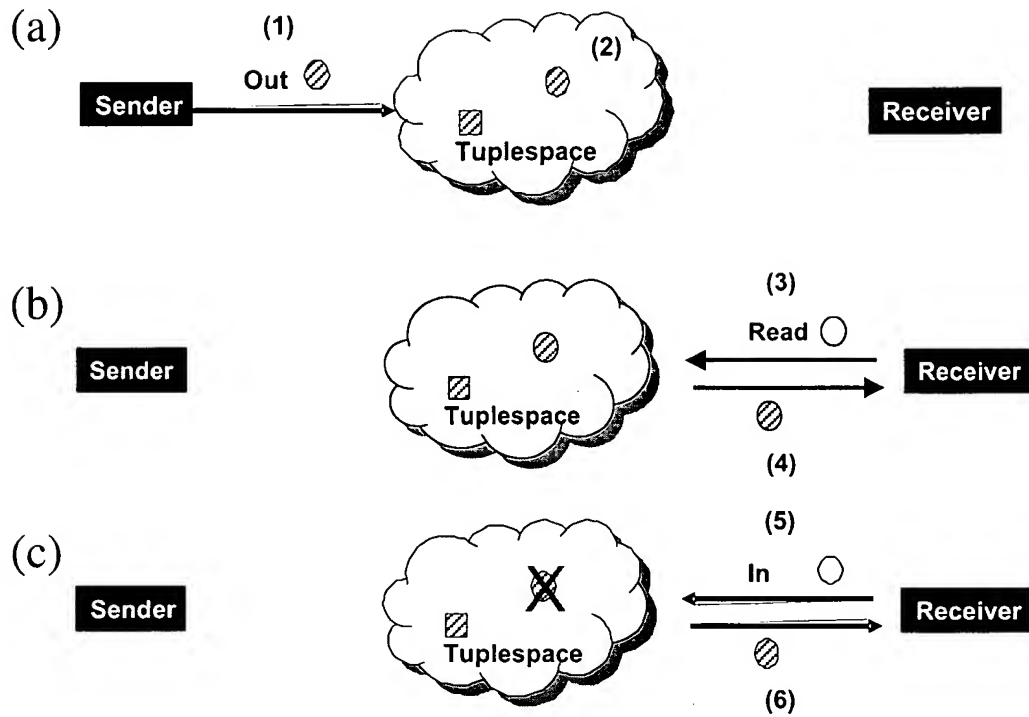 (a)
(1)
(2)
Out
Sender
Receiver
Tuplespace
(b)
(3)
Read
Sender
Receiver
Tuplespace
(4)
(5)
(c)
In
Sender
Receiver
Tuplespace
(6)